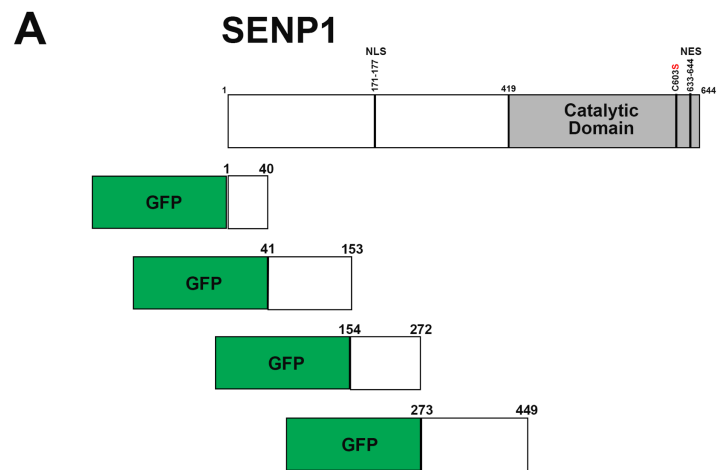 A
SENP1
NLS
171-177
C603S
NES
633-644
1
419
644
Catalytic
Domain
1 40
GFP
41 153
GFP
154 272
GFP
273 449
GFP